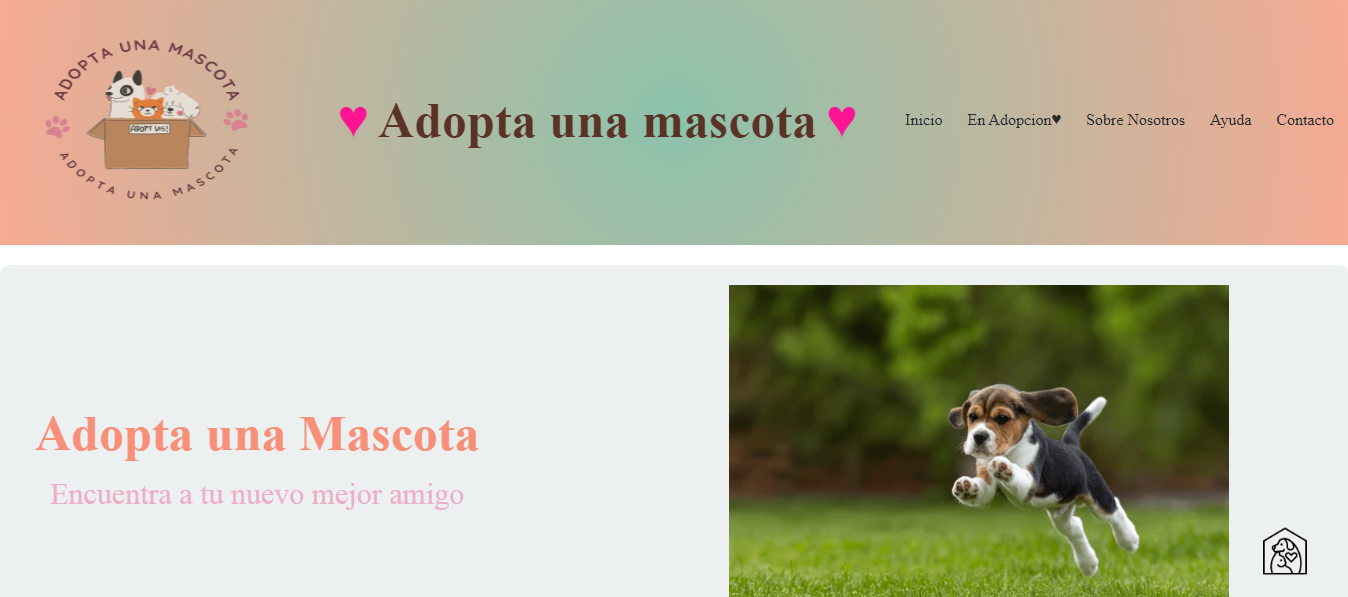 ADOPTA UNA MASCOTA
ADOPT US!
ADOPTA UNA MASCOTA
♥ Adopta una mascota ♥
Inicio En Adopcion♥ Sobre Nosotros Ayuda Contacto
Adopta una Mascota
Encuentra a tu nuevo mejor amigo